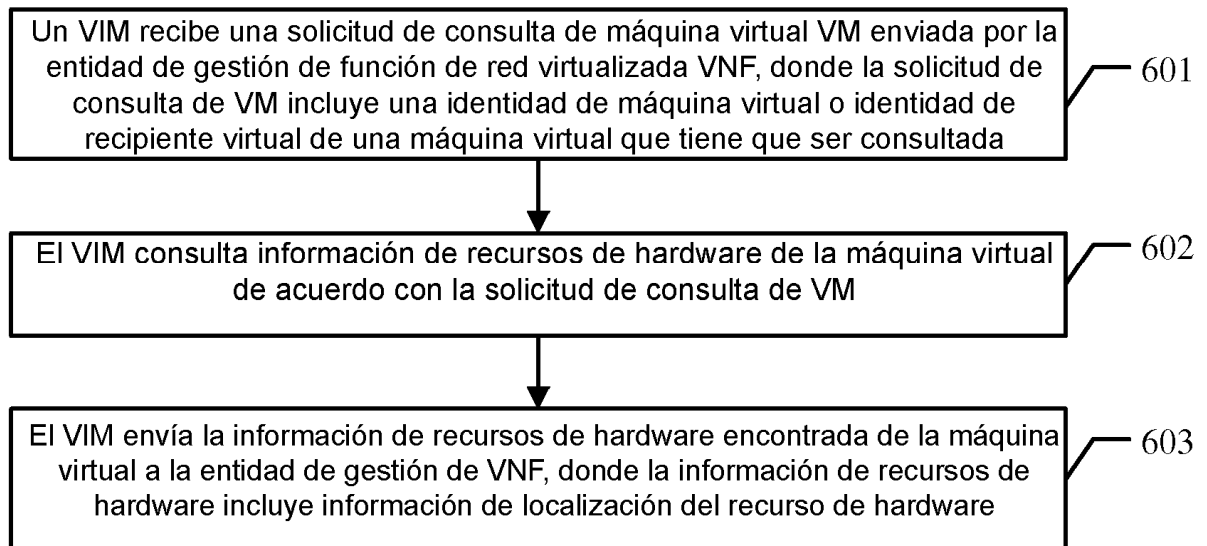 Un VIM recibe una solicitud de consulta de máquina virtual VM enviada por la
entidad de gestión de función de red virtualizada VNF, donde la solicitud de
consulta de VM incluye una identidad de máquina virtual o identidad de
recipiente virtual de una máquina virtual que tiene que ser consultada
601
El VIM consulta información de recursos de hardware de la máquina virtual
de acuerdo con la solicitud de consulta de VM
602
El VIM envía la información de recursos de hardware encontrada de la máquina
virtual a la entidad de gestión de VNF, donde la información de recursos de
hardware incluye información de localización del recurso de hardware
603